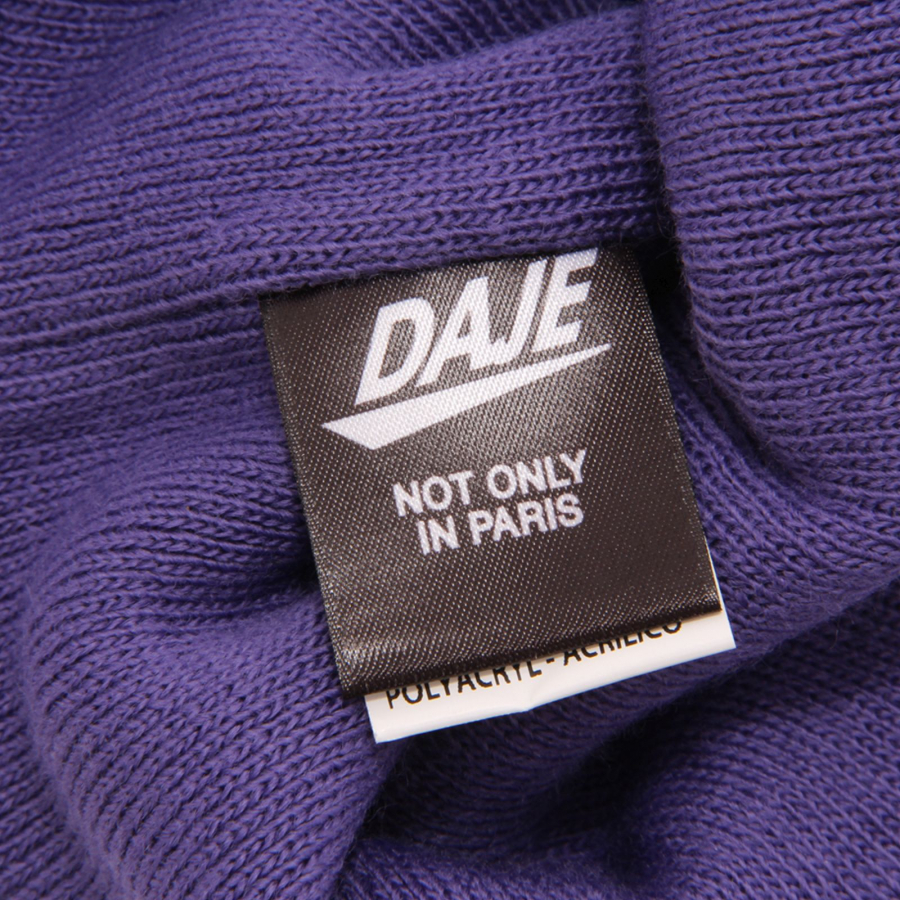 DAJE
NOT ONLY
IN PARIS
POLYACRYL - ACRILICO